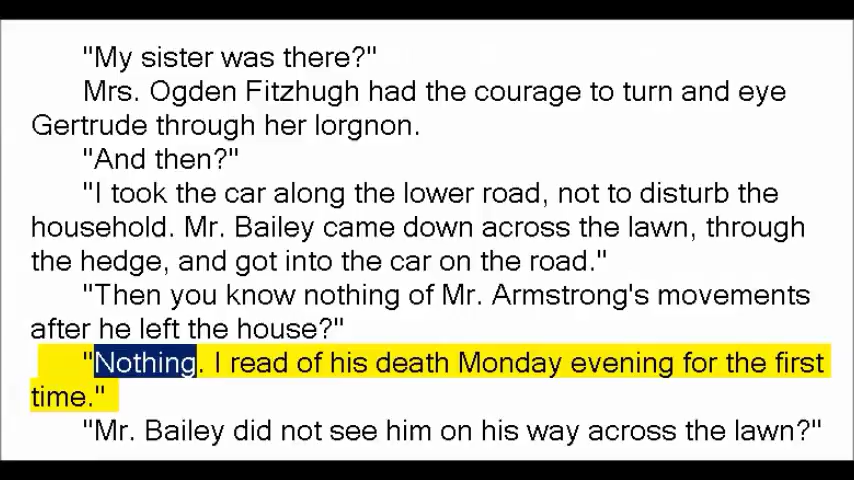 "My sister was there?"
Mrs. Ogden Fitzhugh had the courage to turn and eye
Gertrude through her lorgnon.
"And then?"
"I took the car along the lower road, not to disturb the
household. Mr. Bailey came down across the lawn, through
the hedge, and got into the car on the road."
"Then you know nothing of Mr. Armstrong's movements
after he left the house?"
"Nothing. I read of his death Monday evening for the first
time."
"Mr. Bailey did not see him on his way across the lawn?"